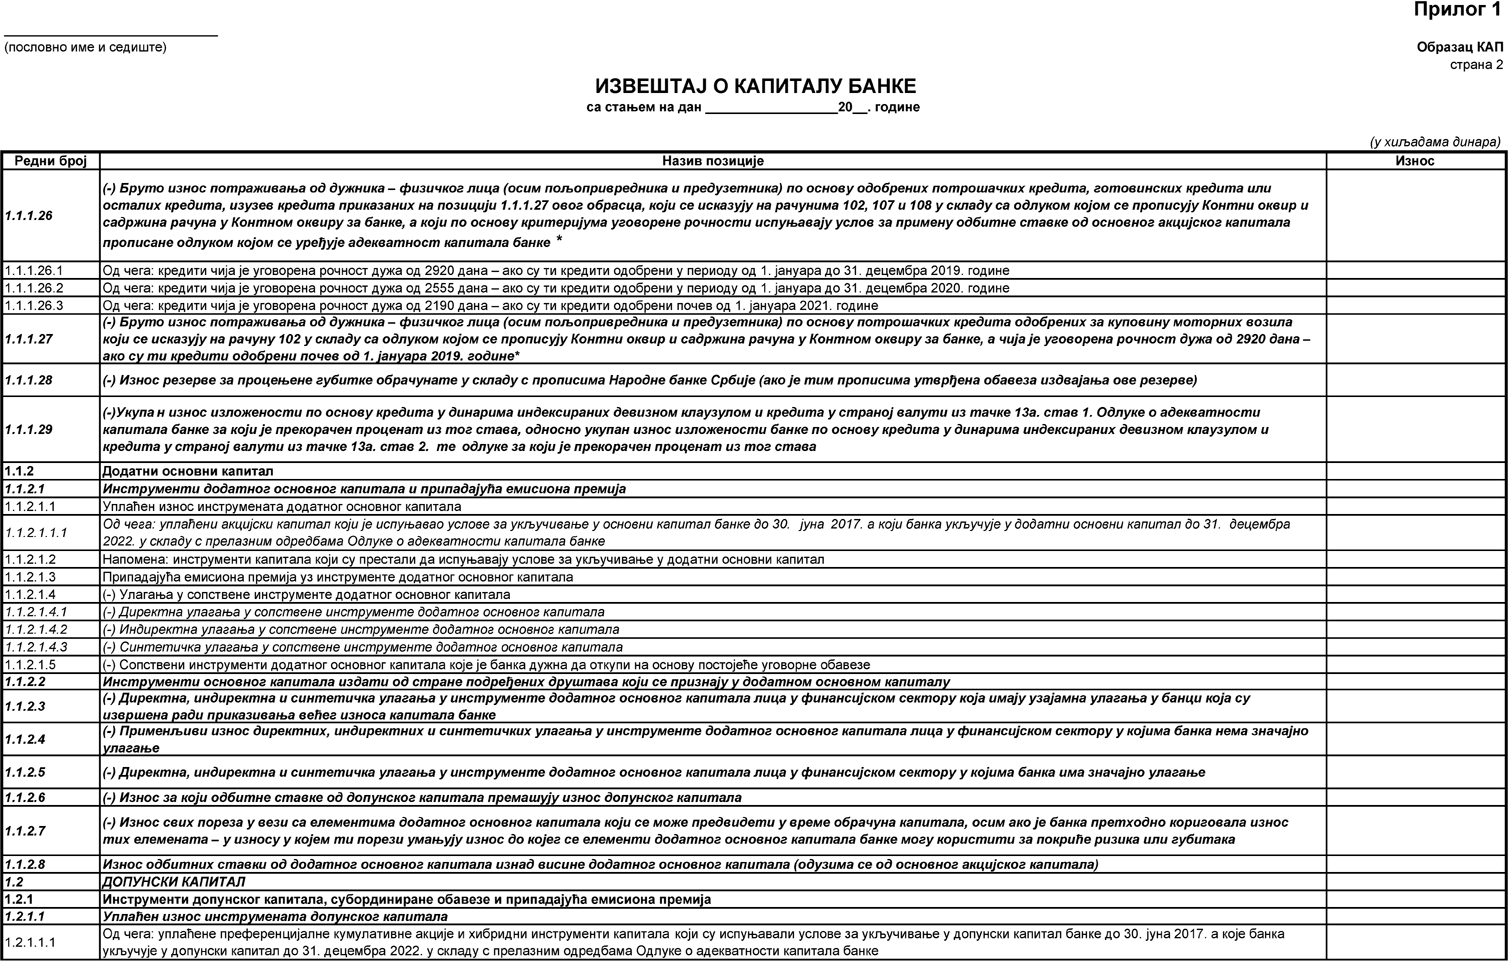 Прилог 1
(пословно име и седиште)
Образац КАП
страна 2
ИЗВЕШТАЈ О КАПИТАЛУ БАНКЕ
са стањем на дан __________________20__. године
(у хиљадама динара)
Редни број Назив позиције Износ
(-) Бруто износ потраживања од дужника – физичког лица (осим пољопривредника и предузетника) по основу одобрених потрошачких кредита, готовинских кредита или
1.1.1.26 осталих кредита, изузев кредита приказаних на позицији 1.1.1.27 овог обрасца, који се исказују на рачунима 102, 107 и 108 у складу са одлуком којом се прописују Контни оквир и
садржина рачуна у Контном оквиру за банке, а који по основу критеријума уговорене рочности испуњавају услов за примену одбитне ставке од основног акцијског капитала
прописане одлуком којом се уређује адекватност капитала банке *
1.1.1.26.1 Од чега: кредити чија је уговорена рочност дужа од 2920 дана – ако су ти кредити одобрени у периоду од 1. јануара до 31. децембра 2019. године
1.1.1.26.2 Од чега: кредити чија је уговорена рочност дужа од 2555 дана – ако су ти кредити одобрени у периоду од 1. јануара до 31. децембра 2020. године
1.1.1.26.3 Од чега: кредити чија је уговорена рочност дужа од 2190 дана – ако су ти кредити одобрени почев од 1. јануара 2021. године
(-) Бруто износ потраживања од дужника – физичког лица (осим пољопривредника и предузетника) по основу потрошачких кредита одобрених за куповину моторних возила
1.1.1.27 који се исказују на рачуну 102 у складу са одлуком којом се прописују Контни оквир и садржина рачуна у Контном оквиру за банке, а чија је уговорена рочност дужа од 2920 дана –
ако су ти кредити одобрени почев од 1. јануара 2019. године*
1.1.1.28 (-) Износ резерве за процењене губитке обрачунате у складу с прописима Народне банке Србије (ако је тим прописима утврђена обавеза издвајања ове резерве)
(-)Укупа н износ изложености по основу кредита у динарима индексираних девизном клаузулом и кредита у страној валути из тачке 13а. став 1. Одлуке о адекватности
1.1.1.29 капитала банке за који је прекорачен проценат из тог става, односно укупан износ изложености банке по основу кредита у динарима индексираних девизном клаузулом и
кредита у страној валути из тачке 13а. став 2. те одлуке за који је прекорачен проценат из тог става
1.1.2 Додатни основни капитал
1.1.2.1 Инструменти додатног основног капитала и припадајућа емисиона премија
1.1.2.1.1 Уплаћен износ инструмената додатног основног капитала
1.1.2.1.1.1 Од чега: уплаћени акцијски капитал који је испуњавао услове за укључивање у основни капитал банке до 30. јуна 2017. а који банка укључује у додатни основни капитал до 31. децембра
2022. у складу с прелазним одредбама Одлуке о адекватности капитала банке
1.1.2.1.2 Напомена: инструменти капитала који су престали да испуњавају услове за укључивање у додатни основни капитал
1.1.2.1.3 Припадајућа емисиона премија уз инструменте додатног основног капитала
1.1.2.1.4 (-) Улагања у сопствене инструменте додатног основног капитала
1.1.2.1.4.1 (-) Директна улагања у сопствене инструменте додатног основног капитала
1.1.2.1.4.2 (-) Индиректна улагања у сопствене инструменте додатног основног капитала
1.1.2.1.4.3 (-) Синтетичка улагања у сопствене инструменте додатног основног капитала
1.1.2.1.5 (-) Сопствени инструменти додатног основног капитала које је банка дужна да откупи на основу постојеће уговорне обавезе
1.1.2.2 Инструменти основног капитала издати од стране подређених друштава који се признају у додатном основном капиталу
1.1.2.3 (-) Директна, индиректна и синтетичка улагања у инструменте додатног основног капитала лица у финансијском сектору која имају узајамна улагања у банци која су
извршена ради приказивања већег износа капитала банке
1.1.2.4 (-) Применљиви износ директних, индиректних и синтетичких улагања у инструменте додатног основног капитала лица у финансијском сектору у којима банка нема значајно
улагање
1.1.2.5 (-) Директна, индиректна и синтетичка улагања у инструменте додатног основног капитала лица у финансијском сектору у којима банка има значајно улагање
1.1.2.6 (-) Износ за који одбитне ставке од допунског капитала премашују износ допунског капитала
1.1.2.7 (-) Износ свих пореза у вези са елементима додатног основног капитала који се може предвидети у време обрачуна капитала, осим ако је банка претходно кориговала износ
тих елемената – у износу у којем ти порези умањују износ до којег се елементи додатног основног капитала банке могу користити за покриће ризика или губитака
1.1.2.8 Износ одбитних ставки од додатног основног капитала изнад висине додатног основног капитала (одузима се од основног акцијског капитала)
1.2 ДОПУНСКИ КАПИТАЛ
1.2.1 Инструменти допунског капитала, субординиране обавезе и припадајућа емисиона премија
1.2.1.1 Уплаћен износ инструмената допунског капитала
1.2.1.1.1 Од чега: уплаћене преференцијалне кумулативне акције и хибридни инструменти капитала који су испуњавали услове за укључивање у допунски капитал банке до 30. јуна 2017. а које банка
укључује у допунски капитал до 31. децембра 2022. у складу с прелазним одредбама Одлуке о адекватности капитала банке